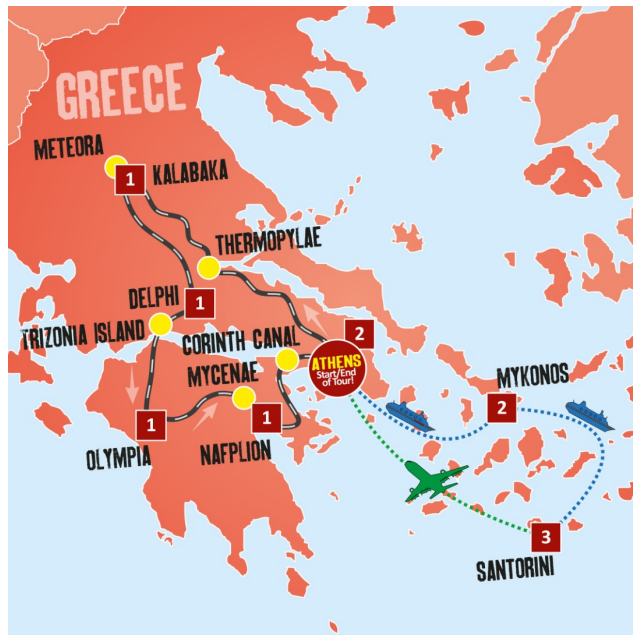 GREECE
METEORA
1
KALABAKA
THERMOPYLAE
DELPHI
1
TRIZONIA ISLAND
CORINTH CANAL
2
ATHENS
Start/End
of Tour!
MYCENAE
MYKONOS
2
1
OLYMPIA
1
NAFPLION
3
SANTORINI